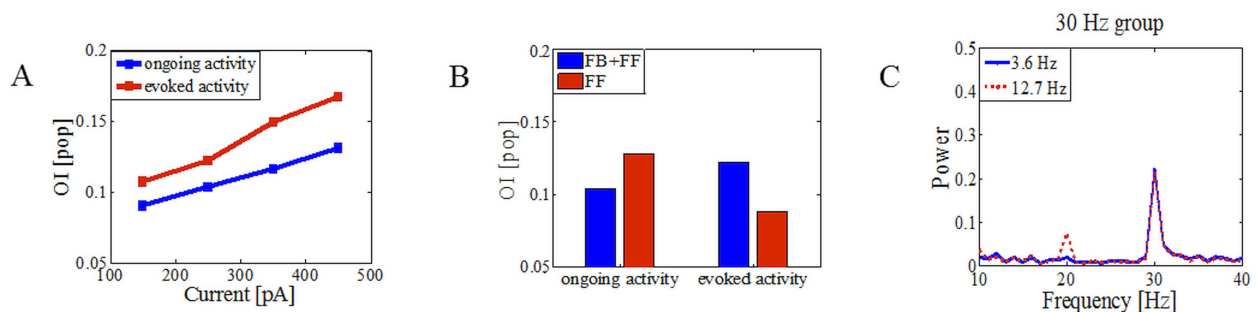 A
OI [pop]
0.2
0.15
0.1
0.05
ongoing activity
evoked activity
100
200
300
400
500
Current [pA]
B
OI [pop]
0.2
0.15
0.1
0.05
FB+FF
FF
ongoing activity
evoked activity
30 Hz group
C
Power
0.5
0.4
0.3
0.2
0.1
0
3.6 Hz
12.7 Hz
10
20
30
40
Frequency [Hz]